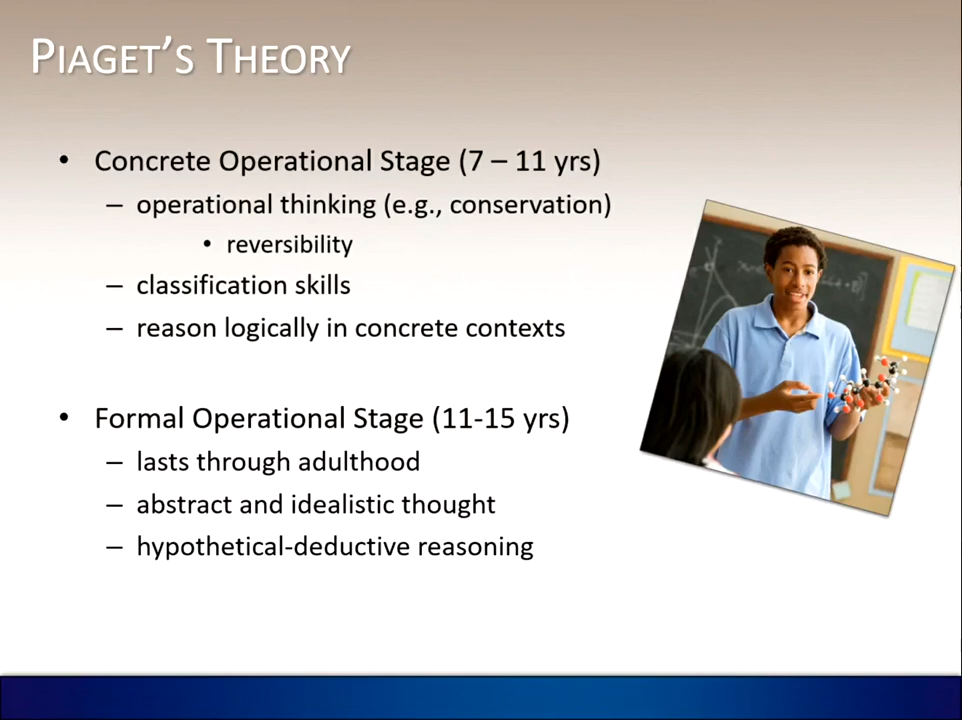 PIAGET'S THEORY
• Concrete Operational Stage (7 – 11 yrs)
– operational thinking (e.g., conservation)
• reversibility
– classification skills
– reason logically in concrete contexts
• Formal Operational Stage (11-15 yrs)
– lasts through adulthood
– abstract and idealistic thought
– hypothetical-deductive reasoning